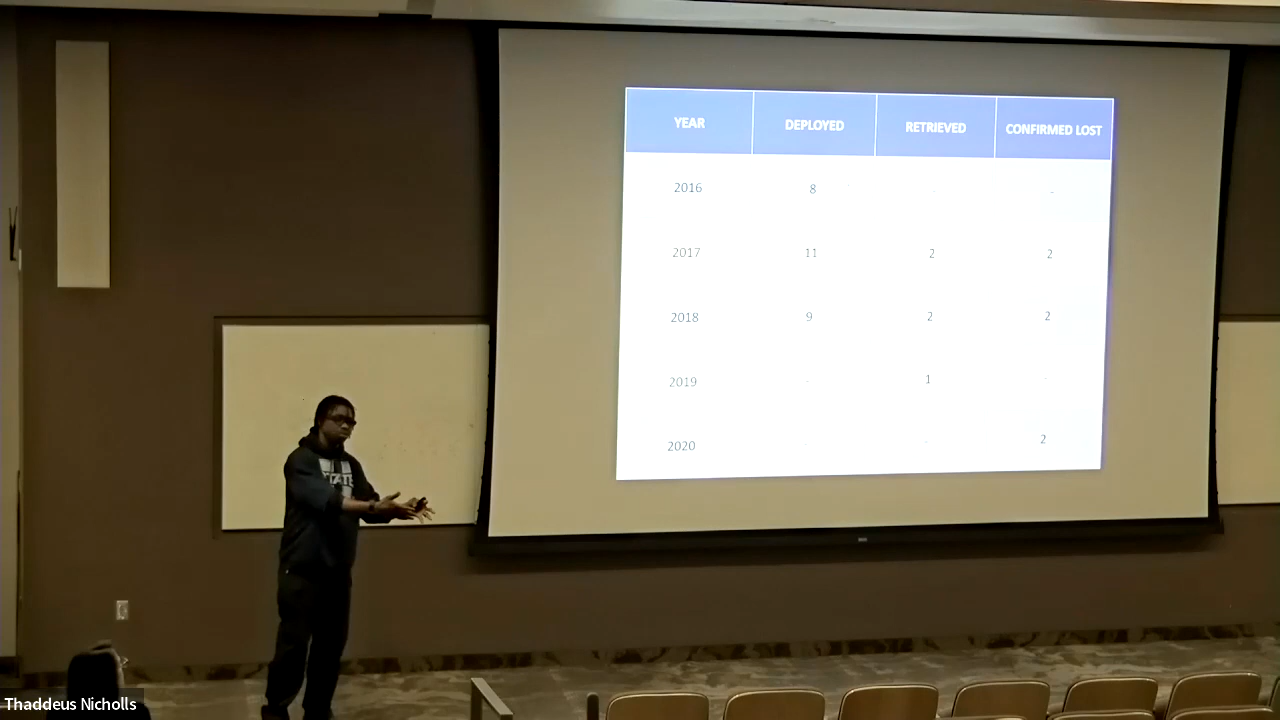 YEAR DEPLOYED RETRIEVED CONFIRMED LOST
2016 8 - -
2017 11 2 2
2018 9 2 2
2019 - 1 -
2020 - - 2
STATE
Thaddeus Nicholls